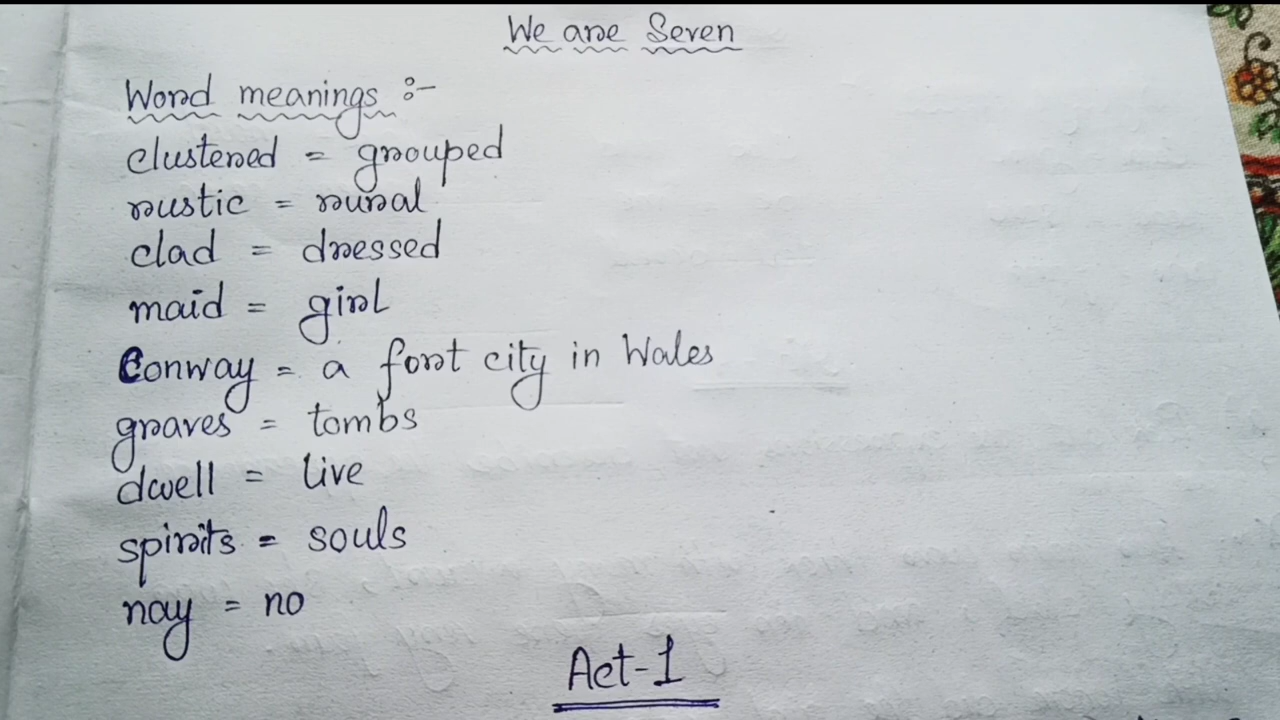 We are Seven
Word meanings :-
clustered = grouped
rustic = rural
clad = dressed
maid = girl
Conway = a fort city in Wales
graves = tombs
dwell = live
spirits = souls
nay = no
Act-1